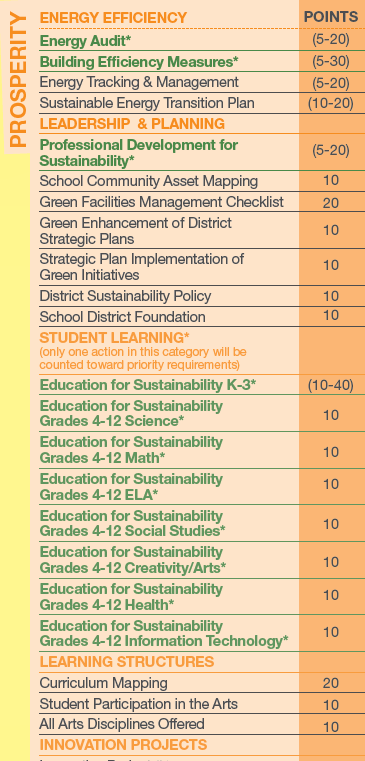 PROSPERITY
ENERGY EFFICIENCY POINTS
Energy Audit* (5-20)
Building Efficiency Measures* (5-30)
Energy Tracking & Management (5-20)
Sustainable Energy Transition Plan (10-20)
LEADERSHIP & PLANNING
Professional Development for
Sustainability* (5-20)
School Community Asset Mapping 10
Green Facilities Management Checklist 20
Green Enhancement of District
Strategic Plans 10
Strategic Plan Implementation of
Green Initiatives 10
District Sustainability Policy 10
School District Foundation 10
STUDENT LEARNING*
(only one action in this category will be
counted toward priority requirements)
Education for Sustainability K-3* (10-40)
Education for Sustainability
Grades 4-12 Science* 10
Education for Sustainability
Grades 4-12 Math* 10
Education for Sustainability
Grades 4-12 ELA* 10
Education for Sustainability
Grades 4-12 Social Studies* 10
Education for Sustainability
Grades 4-12 Creativity/Arts* 10
Education for Sustainability
Grades 4-12 Health* 10
Education for Sustainability
Grades 4-12 Information Technology* 10
LEARNING STRUCTURES
Curriculum Mapping 20
Student Participation in the Arts 10
All Arts Disciplines Offered 10
INNOVATION PROJECTS